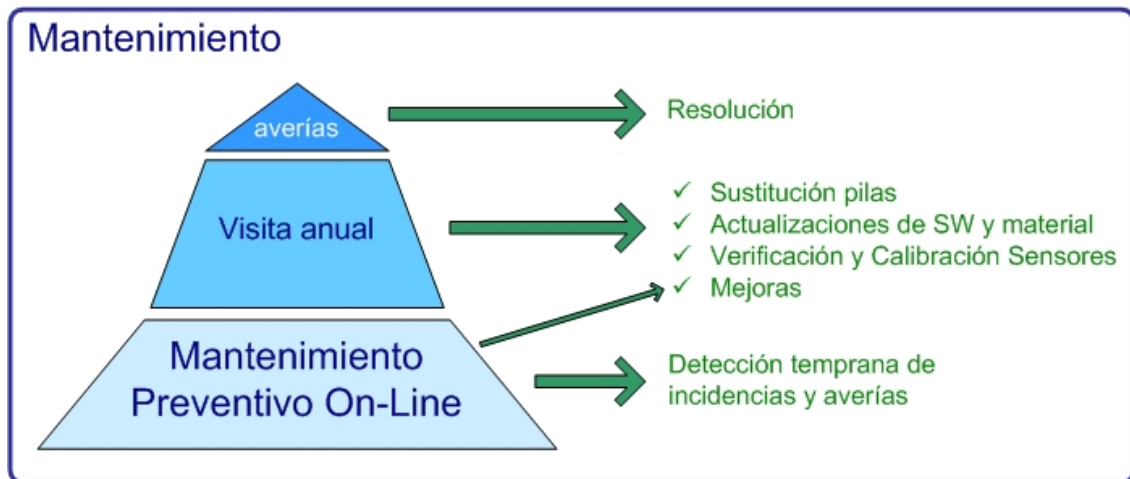 Mantenimiento
averías
Resolución
Visita anual
✓ Sustitución pilas
✓ Actualizaciones de SW y material
✓ Verificación y Calibración Sensores
✓ Mejoras
Mantenimiento
Preventivo On-Line
Detección temprana de
incidencias y averías